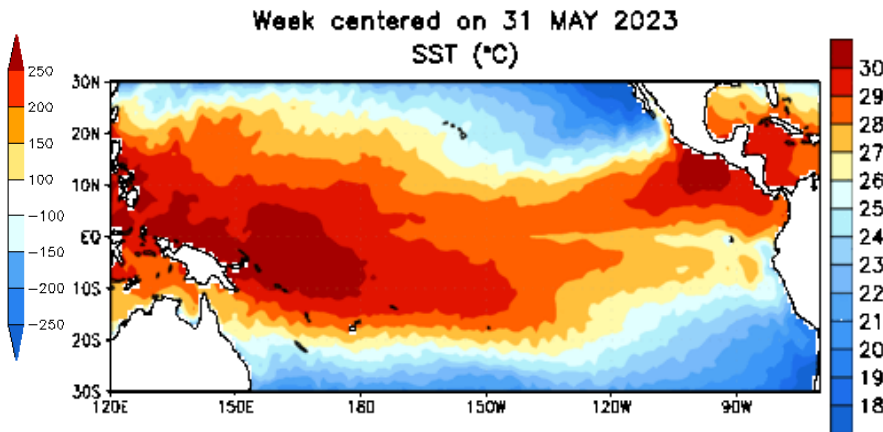 Week centered on 31 MAY 2023
SST (°C)
250
200
150
100
−100
−150
−200
−250
30N
20N
10N
EQ
10S
20S
30S
120E 150E 180 150W 120W 90W
30
29
28
27
26
25
24
23
22
21
20
19
18